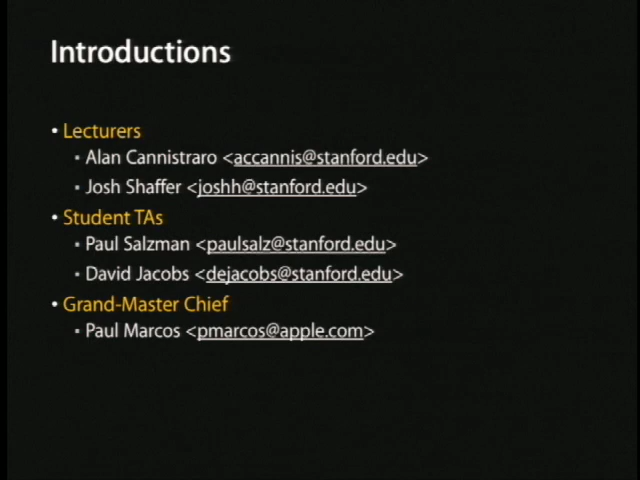 Introductions
• Lecturers
▪ Alan Cannistraro <accannis@stanford.edu>
▪ Josh Shaffer <joshh@stanford.edu>
• Student TAs
▪ Paul Salzman <paulsalz@stanford.edu>
▪ David Jacobs <dejacobs@stanford.edu>
• Grand-Master Chief
▪ Paul Marcos <pmarcos@apple.com>